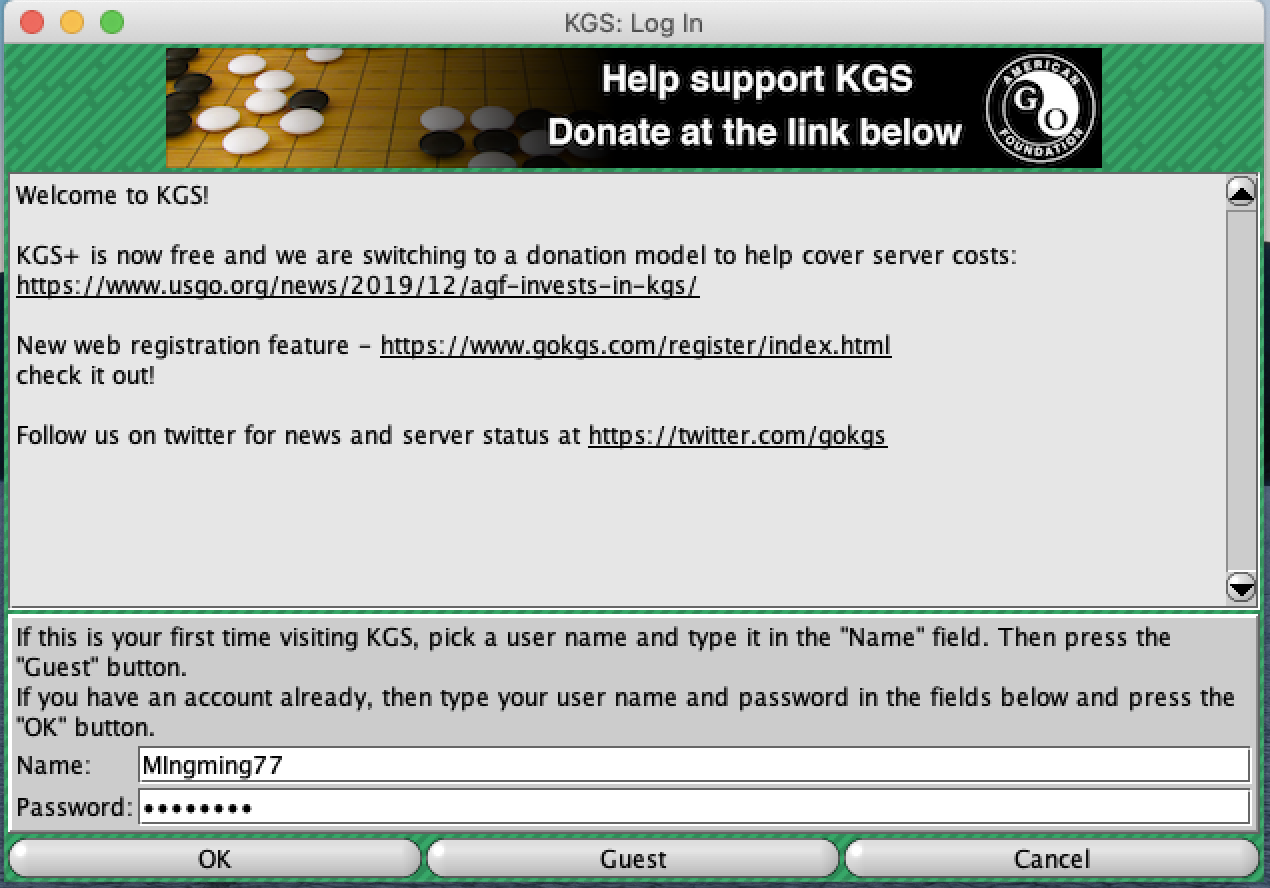 KGS: Log In
Help support KGS
Donate at the link below
AMERICAN
GO
FOUNDATION
Welcome to KGS!
KGS+ is now free and we are switching to a donation model to help cover server costs:
https://www.usgo.org/news/2019/12/agf-invests-in-kgs/
New web registration feature - https://www.gokgs.com/register/index.html
check it out!
Follow us on twitter for news and server status at https://twitter.com/gokgs
If this is your first time visiting KGS, pick a user name and type it in the "Name" field. Then press the
"Guest" button.
If you have an account already, then type your user name and password in the fields below and press the
"OK" button.
Name: MIngming77
Password: ••••••••
OK Guest Cancel